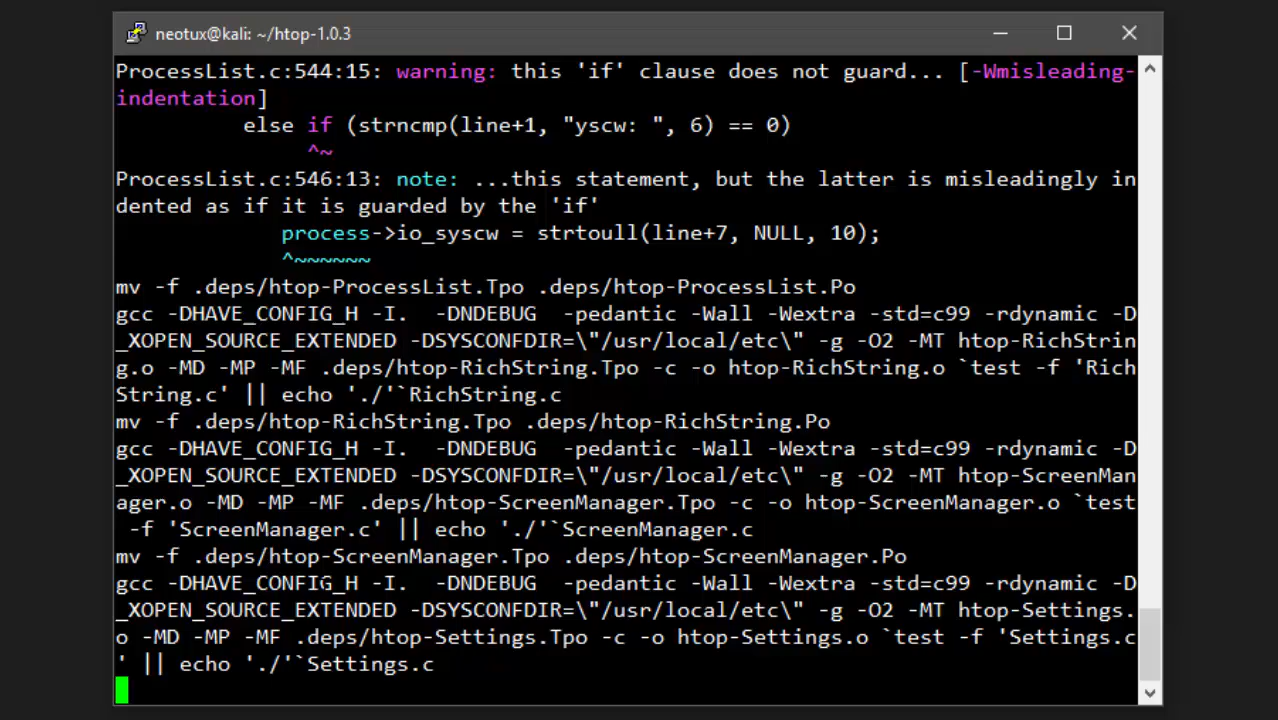 neotux@kali: ~/htop-1.0.3
ProcessList.c:544:15: warning: this 'if' clause does not guard... [-Wmisleading-
indentation]
          else if (strncmp(line+1, "yscw: ", 6) == 0)
               ^~
ProcessList.c:546:13: note: ...this statement, but the latter is misleadingly in
dented as if it is guarded by the 'if'
             process->io_syscw = strtoull(line+7, NULL, 10);
             ^~~~~~~
mv -f .deps/htop-ProcessList.Tpo .deps/htop-ProcessList.Po
gcc -DHAVE_CONFIG_H -I.  -DNDEBUG  -pedantic -Wall -Wextra -std=c99 -rdynamic -D
_XOPEN_SOURCE_EXTENDED -DSYSCONFDIR=\"/usr/local/etc\" -g -O2 -MT htop-RichStrin
g.o -MD -MP -MF .deps/htop-RichString.Tpo -c -o htop-RichString.o `test -f 'Rich
String.c' || echo './'`RichString.c
mv -f .deps/htop-RichString.Tpo .deps/htop-RichString.Po
gcc -DHAVE_CONFIG_H -I.  -DNDEBUG  -pedantic -Wall -Wextra -std=c99 -rdynamic -D
_XOPEN_SOURCE_EXTENDED -DSYSCONFDIR=\"/usr/local/etc\" -g -O2 -MT htop-ScreenMan
ager.o -MD -MP -MF .deps/htop-ScreenManager.Tpo -c -o htop-ScreenManager.o `test
 -f 'ScreenManager.c' || echo './'`ScreenManager.c
mv -f .deps/htop-ScreenManager.Tpo .deps/htop-ScreenManager.Po
gcc -DHAVE_CONFIG_H -I.  -DNDEBUG  -pedantic -Wall -Wextra -std=c99 -rdynamic -D
_XOPEN_SOURCE_EXTENDED -DSYSCONFDIR=\"/usr/local/etc\" -g -O2 -MT htop-Settings.
o -MD -MP -MF .deps/htop-Settings.Tpo -c -o htop-Settings.o `test -f 'Settings.c
' || echo './'`Settings.c